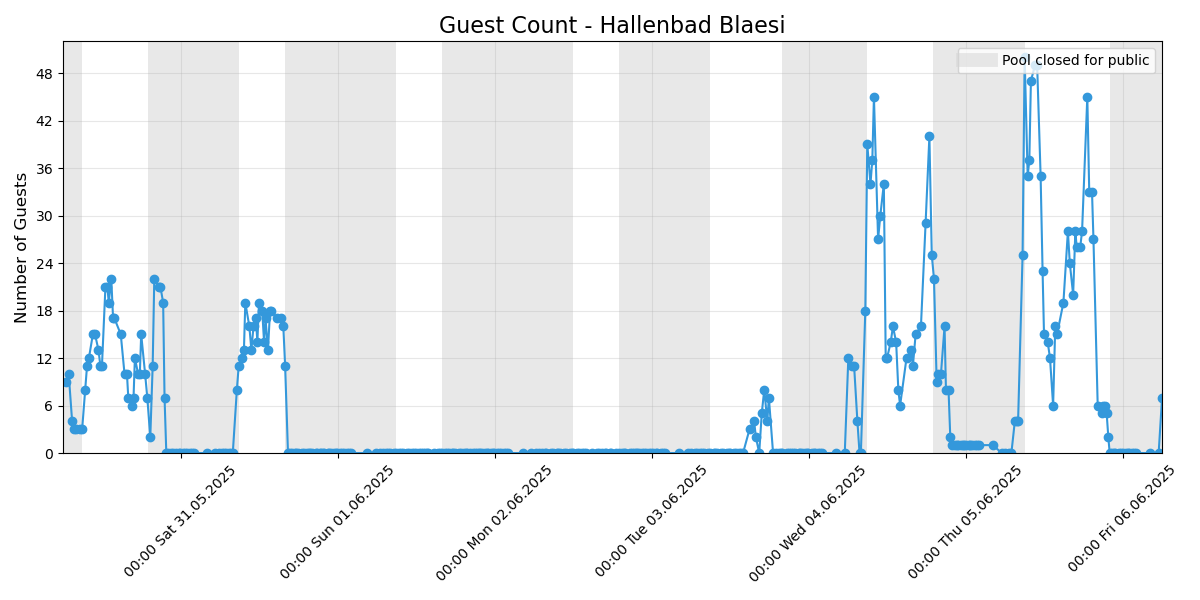 Guest Count - Hallenbad Blaesi
Pool closed for public
Number of Guests
48
42
36
30
24
18
12
6
0
00:00 Sat 31.05.2025
00:00 Sun 01.06.2025
00:00 Mon 02.06.2025
00:00 Tue 03.06.2025
00:00 Wed 04.06.2025
00:00 Thu 05.06.2025
00:00 Fri 06.06.2025